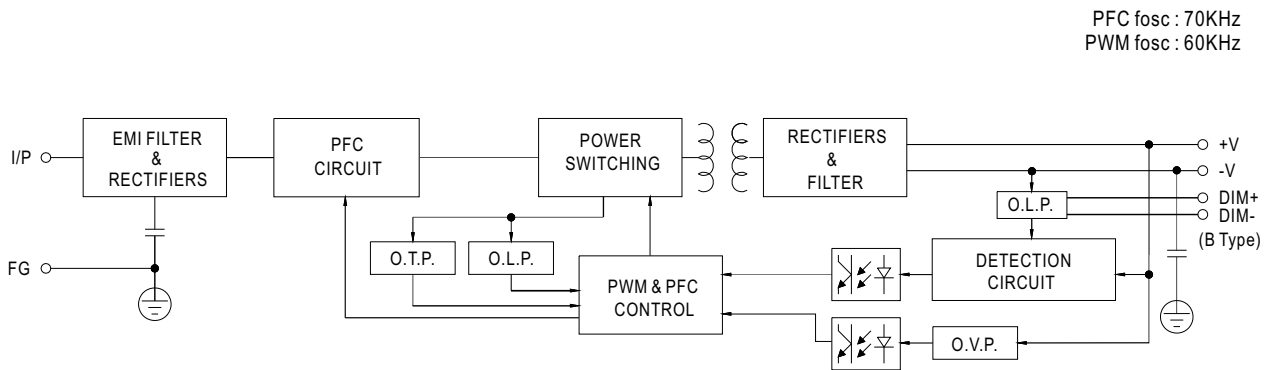 PFC fosc : 70KHz
PWM fosc : 60KHz
I/P
EMI FILTER
&
RECTIFIERS
PFC
CIRCUIT
POWER
SWITCHING
RECTIFIERS
&
FILTER
+V
-V
O.L.P.
DIM+
DIM-
(B Type)
FG
O.T.P.
O.L.P.
PWM & PFC
CONTROL
DETECTION
CIRCUIT
O.V.P.